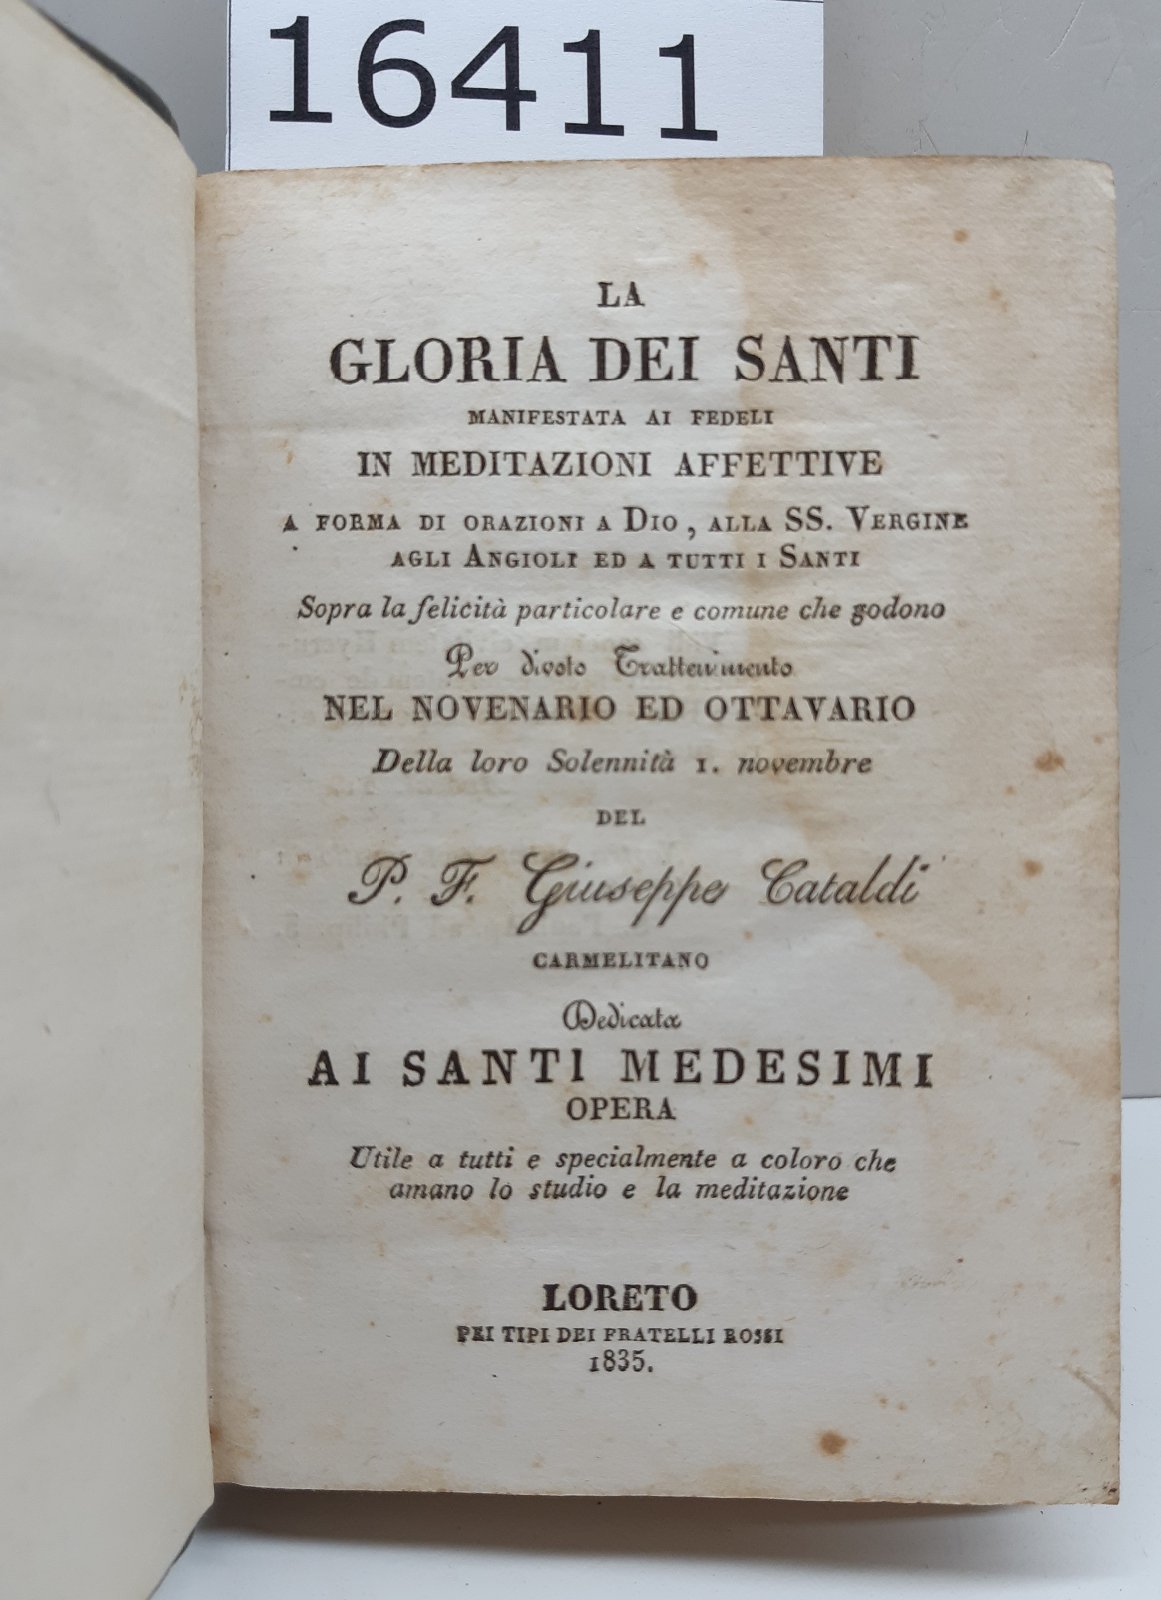 16411
LA
GLORIA DEI SANTI
MANIFESTATA AI FEDELI
IN MEDITAZIONI AFFETTIVE
A FORMA DI ORAZIONI A DIO, ALLA SS. VERGINE
AGLI ANGIOLI ED A TUTTI I SANTI
Sopra la felicità particolare e comune che godono
Per divoto Trattenimento
NEL NOVENARIO ED OTTAVARIO
Della loro Solennità 1. novembre
DEL
P. F. Giuseppe Cataldi
CARMELITANO
Dedicata
AI SANTI MEDESIMI
OPERA
Utile a tutti e specialmente a coloro che
amano lo studio e la meditazione
LORETO
PEI TIPI DEI FRATELLI ROSSI
1835.